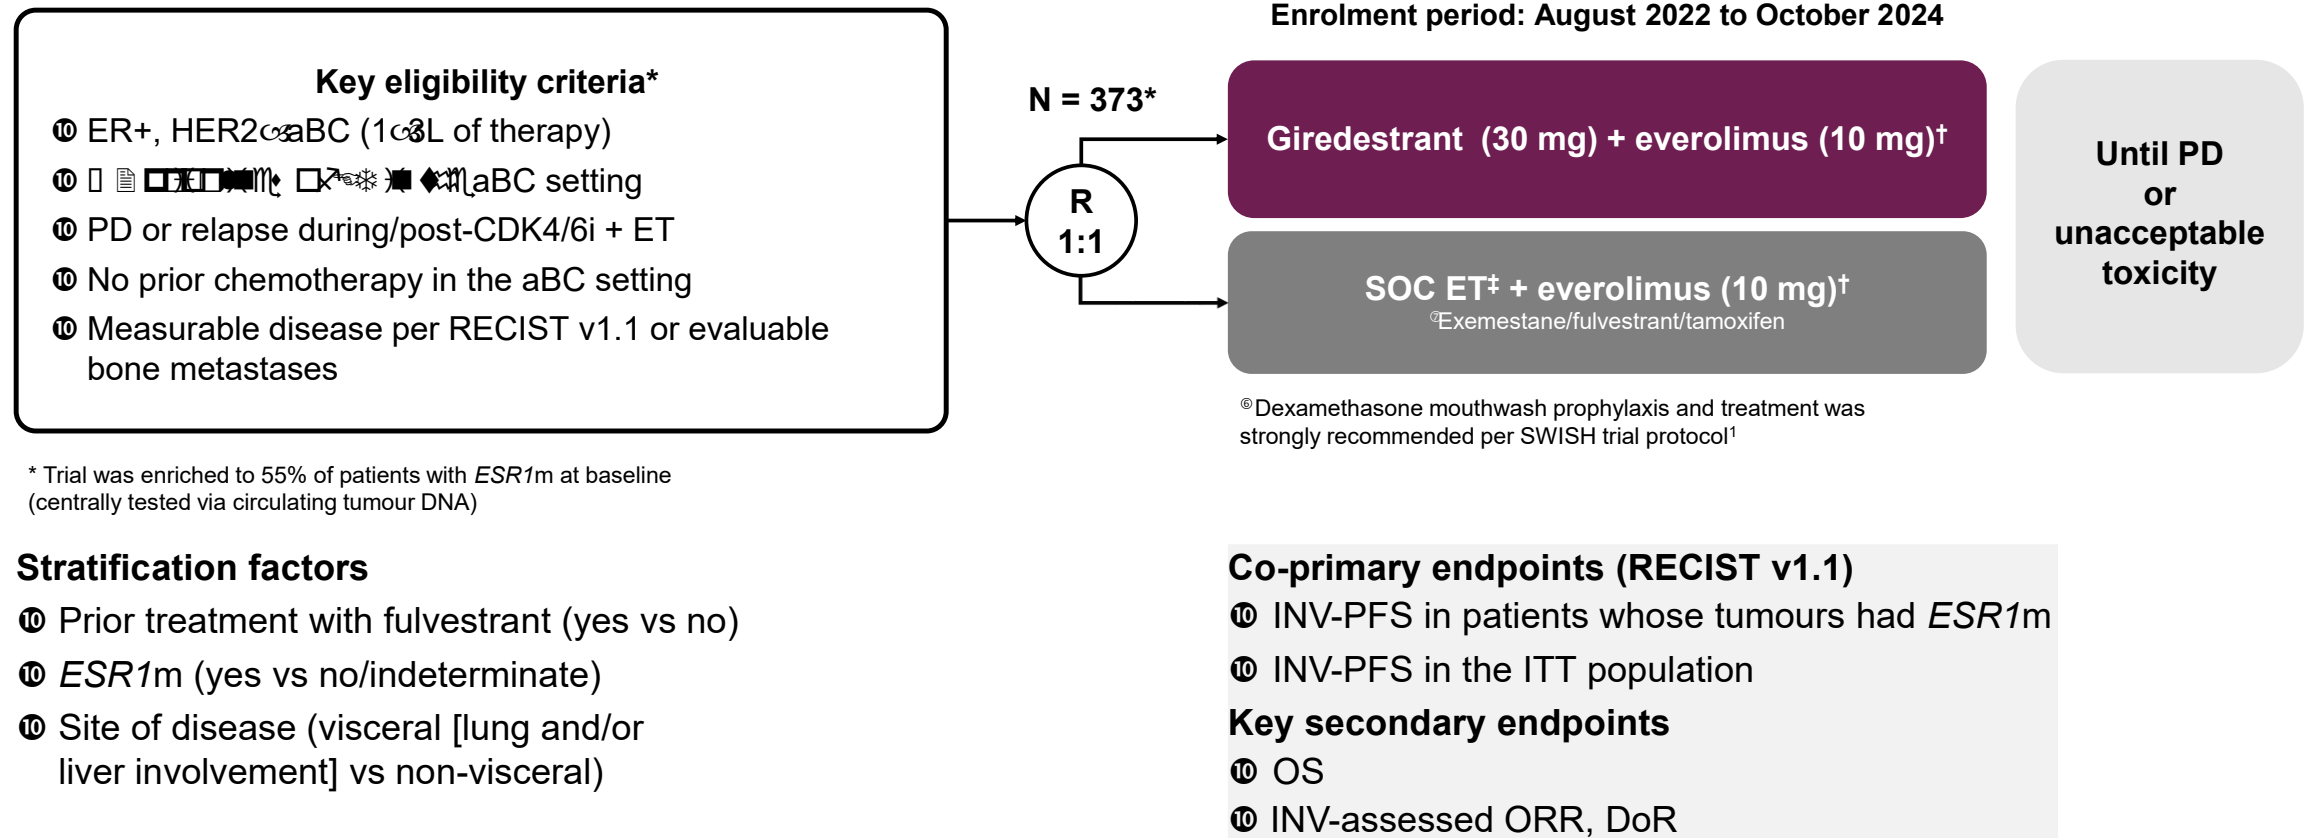 Enrolment period: August 2022 to October 2024
Key eligibility criteria*
⓾ ER+, HER2 aBC (1 3L of therapy)
⓾ aBC setting
⓾ PD or relapse during/post-CDK4/6i + ET
⓾ No prior chemotherapy in the aBC setting
⓾ Measurable disease per RECIST v1.1 or evaluable
bone metastases
N = 373*
R
1:1
Giredestrant (30 mg) + everolimus (10 mg)†
SOC ET‡ + everolimus (10 mg)†
⑦Exemestane/fulvestrant/tamoxifen
Until PD
or
unacceptable
toxicity
⑥Dexamethasone mouthwash prophylaxis and treatment was
strongly recommended per SWISH trial protocol¹
* Trial was enriched to 55% of patients with ESR1m at baseline
(centrally tested via circulating tumour DNA)
Stratification factors
⓾ Prior treatment with fulvestrant (yes vs no)
⓾ ESR1m (yes vs no/indeterminate)
⓾ Site of disease (visceral [lung and/or
liver involvement] vs non-visceral)
Co-primary endpoints (RECIST v1.1)
⓾ INV-PFS in patients whose tumours had ESR1m
⓾ INV-PFS in the ITT population
Key secondary endpoints
⓾ OS
⓾ INV-assessed ORR, DoR